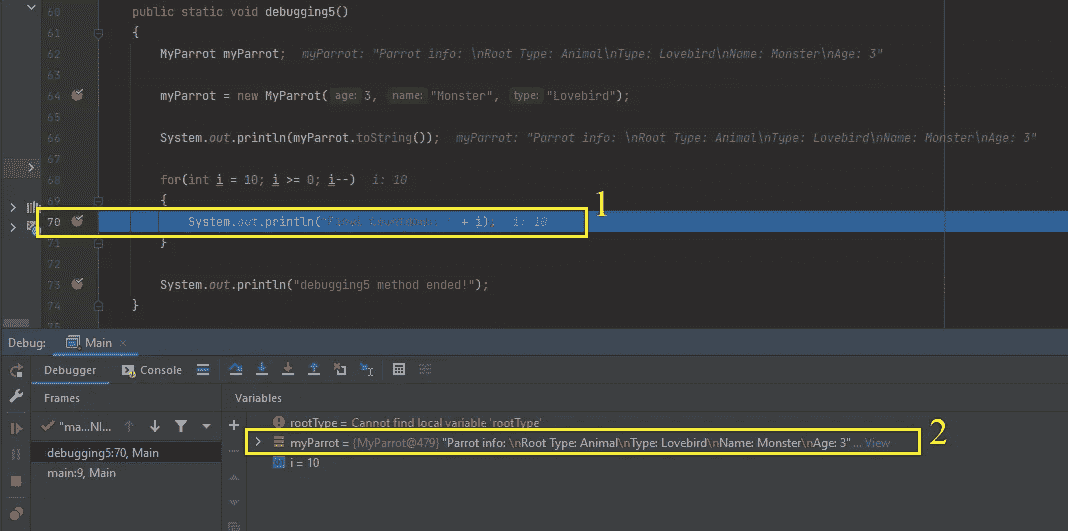 60 public static void debugging5()
61 {
62 MyParrot myParrot; myParrot: "Parrot info: \nRoot Type: Animal\nType: Lovebird\nName: Monster\nAge: 3"
63
64 myParrot = new MyParrot( age: 3, name: "Monster", type: "Lovebird");
65
66 System.out.println(myParrot.toString()); myParrot: "Parrot info: \nRoot Type: Animal\nType: Lovebird\nName: Monster\nAge: 3"
67
68 for(int i = 10; i >= 0; i--) i: 10
69 {
1
70 System.out.println( " + i); i: 10
71 }
72
73 System.out.println("debugging5 method ended!");
74 }
75
Debug: Main ×
Debugger Console
Frames Variables
"ma...NI... rootType = Cannot find local variable 'rootType'
debugging5:70, Main myParrot = {MyParrot@479} "Parrot info: \nRoot Type: Animal\nType: Lovebird\nName: Monster\nAge: 3" ... View 2
main:9, Main i = 10